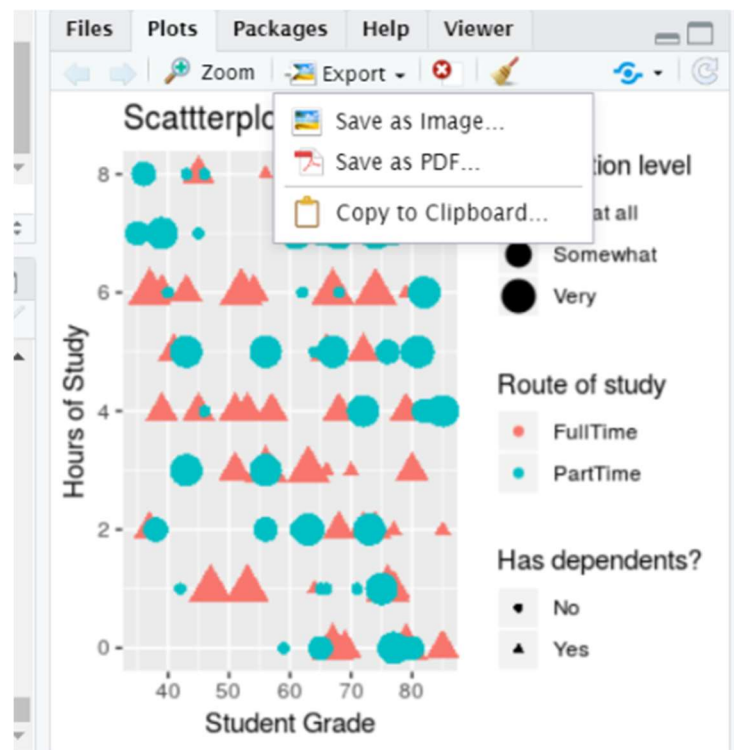 Files Plots Packages Help Viewer
Zoom Export
Scattterplo
Save as Image...
Save as PDF...
Copy to Clipboard...
tion level
at all
Somewhat
Very
Route of study
FullTime
PartTime
Has dependents?
No
Yes
Hours of Study
8
6
4
2
0
40 50 60 70 80
Student Grade